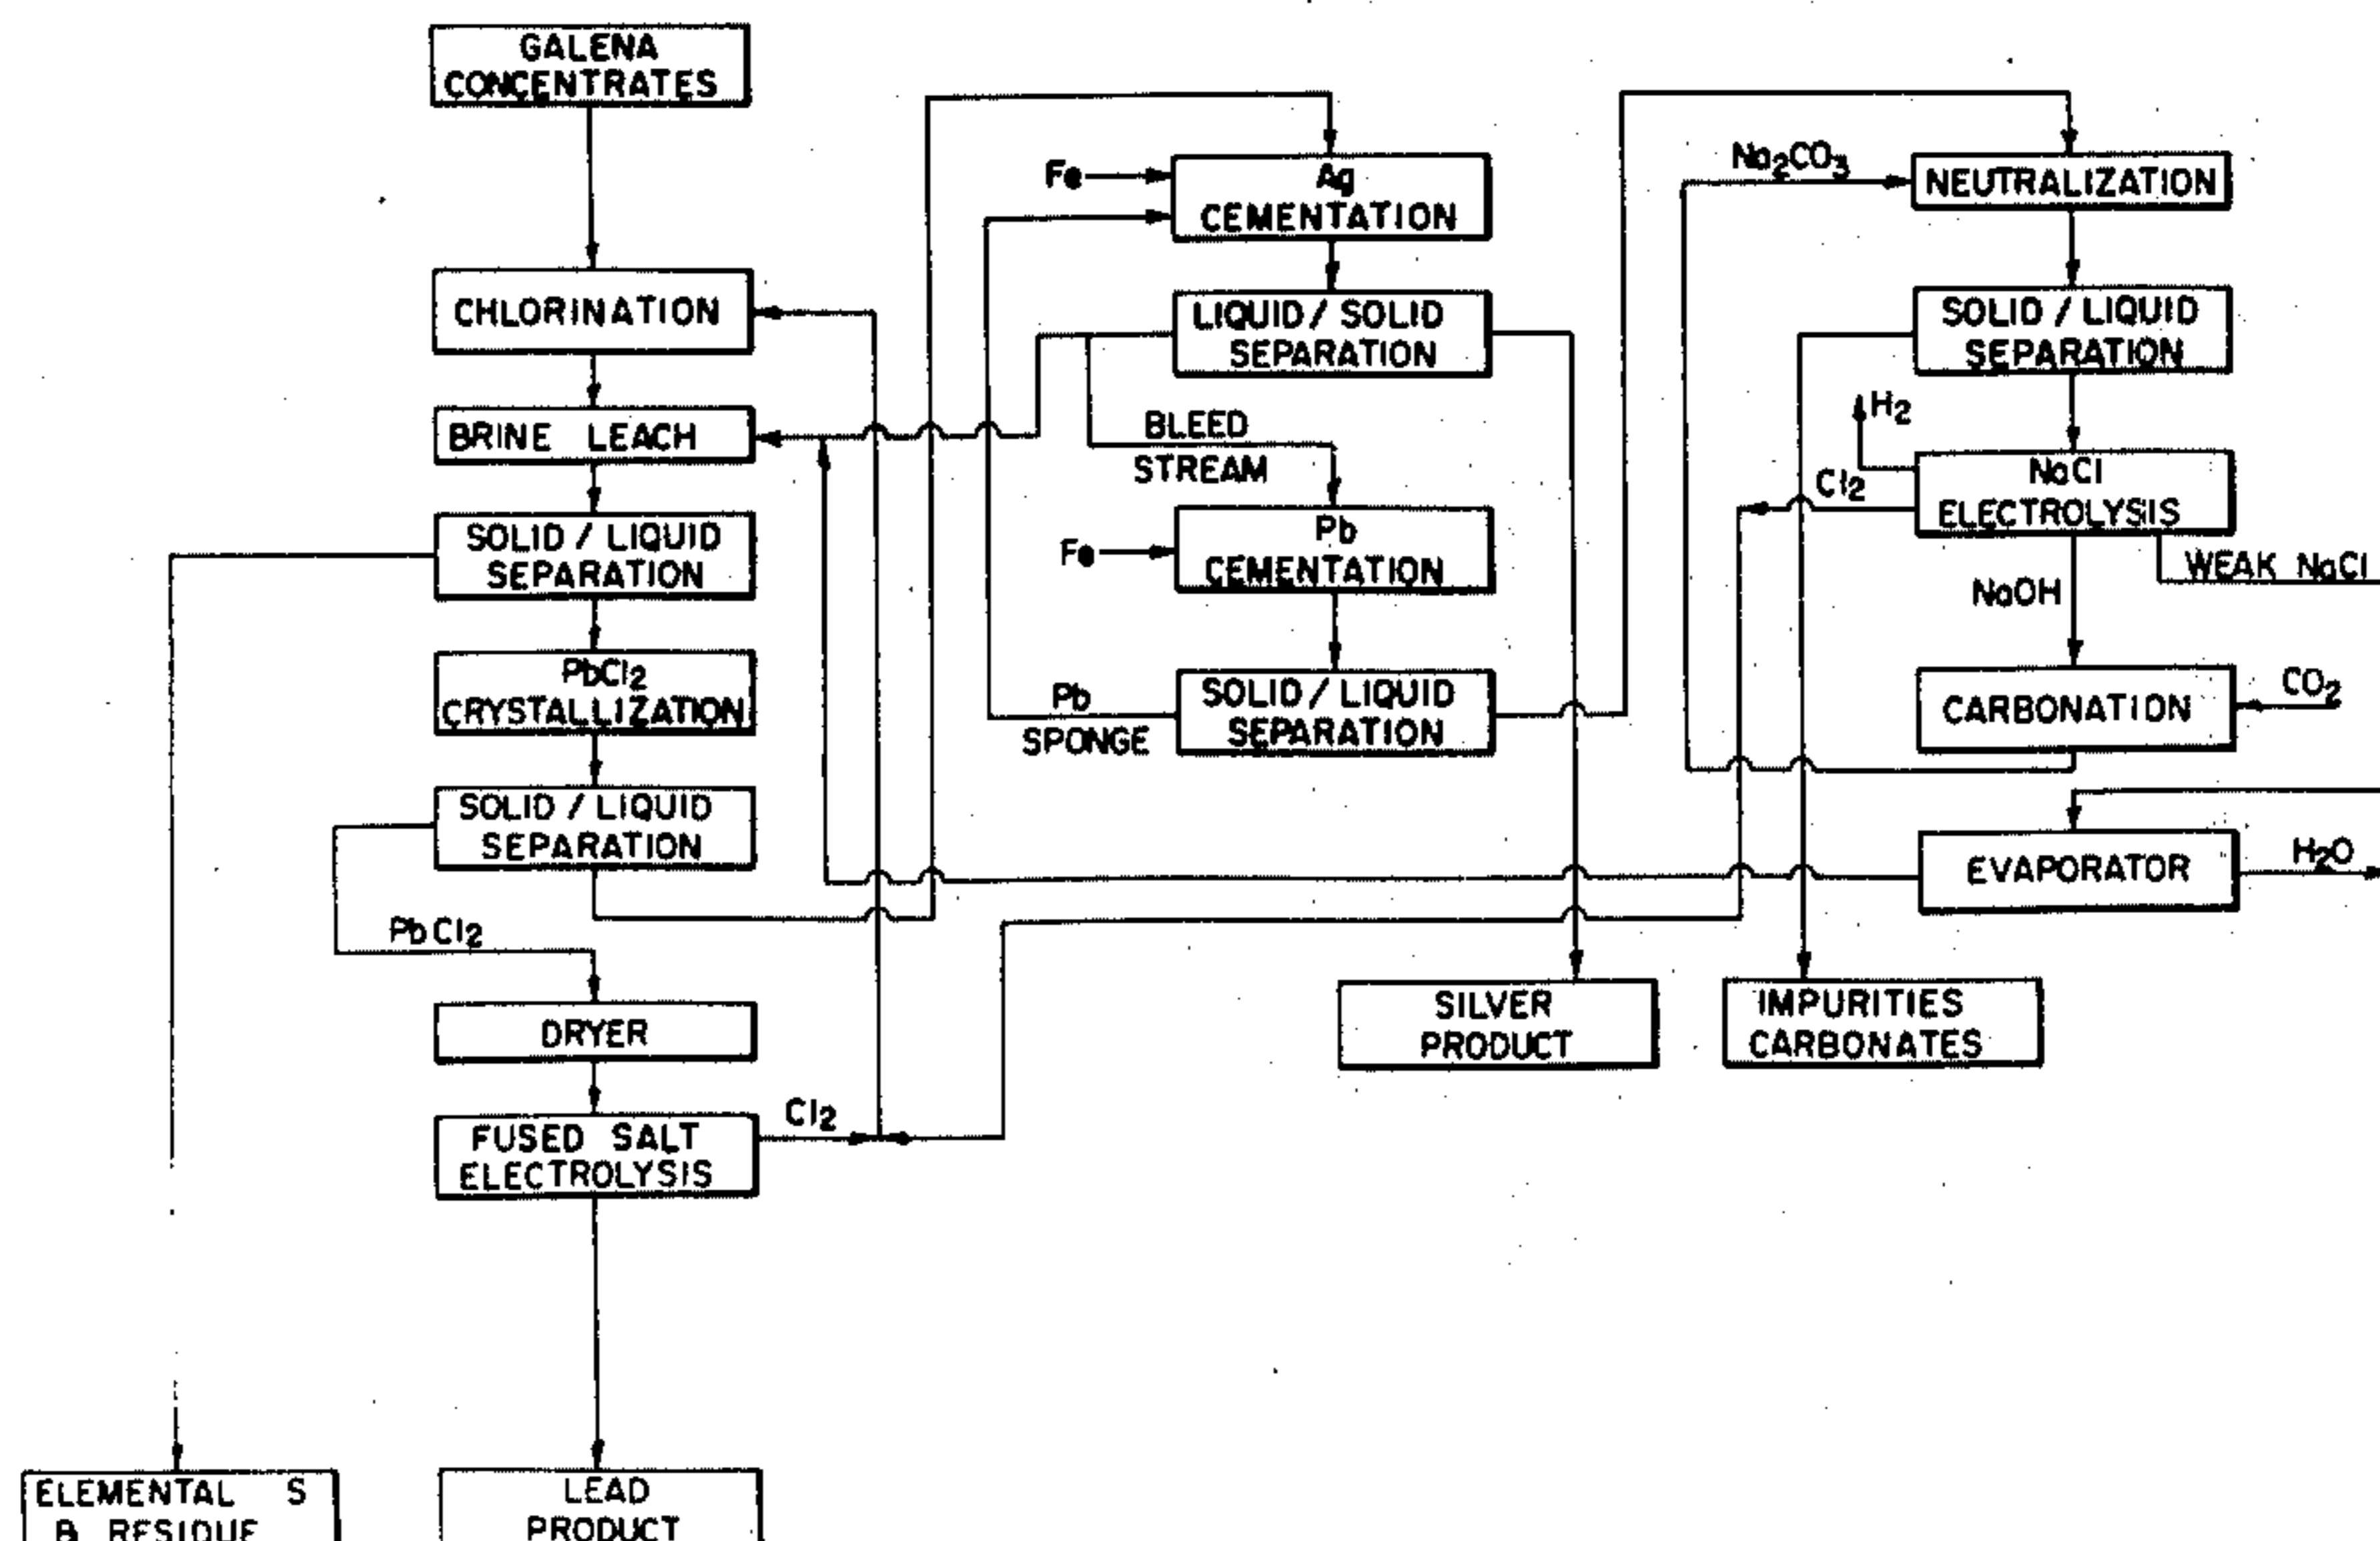 GALENA
CONCENTRATES
CHLORINATION
BRINE LEACH
SOLID / LIQUID
SEPARATION
PbCl2
CRYSTALLIZATION
SOLID / LIQUID
SEPARATION
PbCl2
DRYER
FUSED SALT
ELECTROLYSIS
Cl2
ELEMENTAL S
& RESIDUE
LEAD
PRODUCT
Fe
Ag
CEMENTATION
LIQUID / SOLID
SEPARATION
BLEED
STREAM
Fe
Pb
CEMENTATION
Pb
SPONGE
SOLID / LIQUID
SEPARATION
SILVER
PRODUCT
Na2CO3
NEUTRALIZATION
SOLID / LIQUID
SEPARATION
H2
Cl2
NaCl
ELECTROLYSIS
WEAK NaCl
NaOH
CARBONATION
CO2
EVAPORATOR
H2O
IMPURITIES
CARBONATES